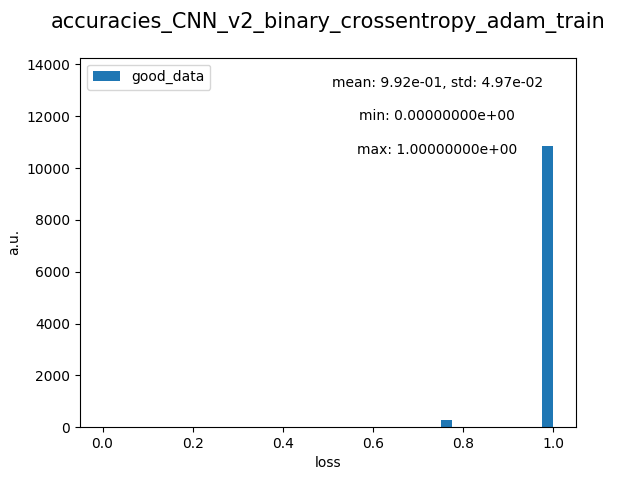 accuracies_CNN_v2_binary_crossentropy_adam_train
good_data
mean: 9.92e-01, std: 4.97e-02
min: 0.00000000e+00
max: 1.00000000e+00
14000
12000
10000
8000
6000
4000
2000
0
a.u.
0.0 0.2 0.4 0.6 0.8 1.0
loss